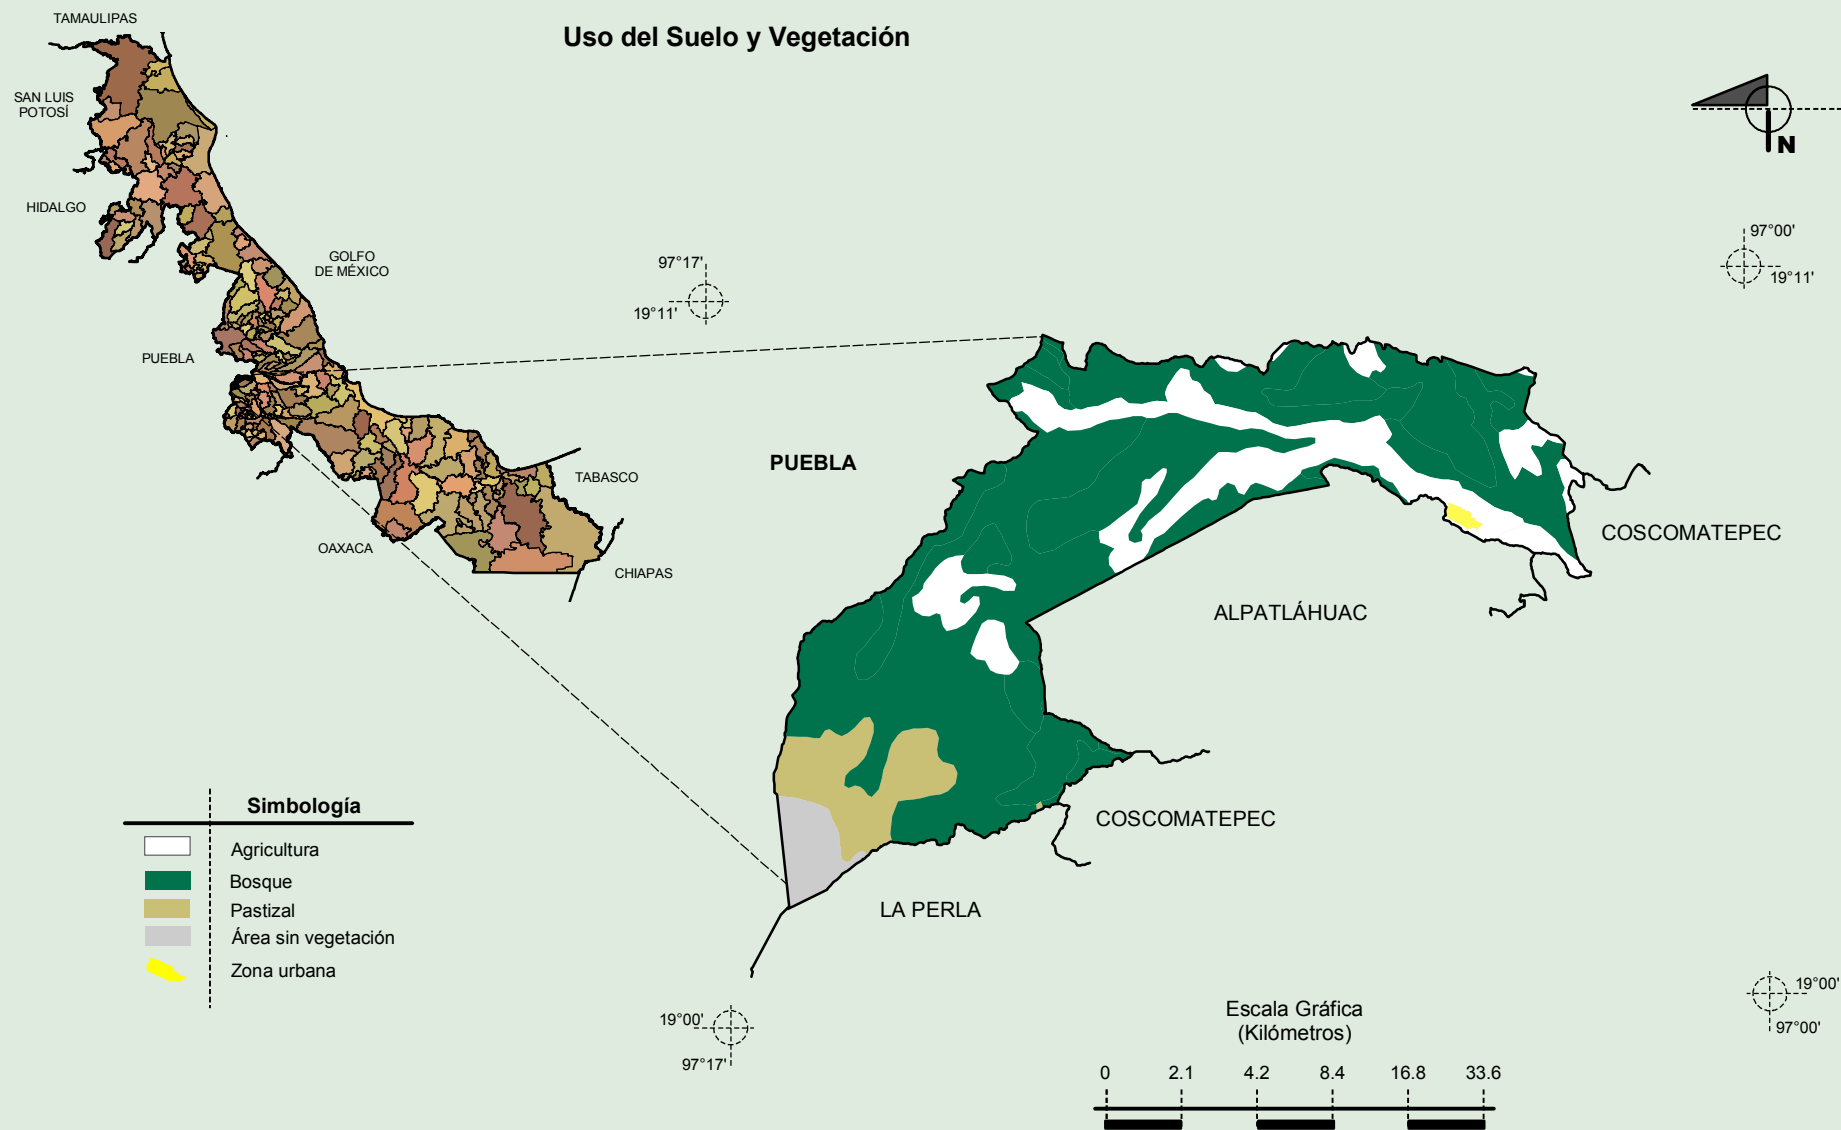 Uso del Suelo y Vegetación
TAMAULIPAS
SAN LUIS
POTOSÍ
HIDALGO
GOLFO
DE MÉXICO
PUEBLA
TABASCO
OAXACA
CHIAPAS
N
97°17'
19°11'
97°00'
19°11'
PUEBLA
COSCOMATEPEC
ALPATLÁHUAC
COSCOMATEPEC
LA PERLA
Simbología
Agricultura
Bosque
Pastizal
Área sin vegetación
Zona urbana
19°00'
97°17'
19°00'
97°00'
Escala Gráfica
(Kilómetros)
0 2.1 4.2 8.4 16.8 33.6